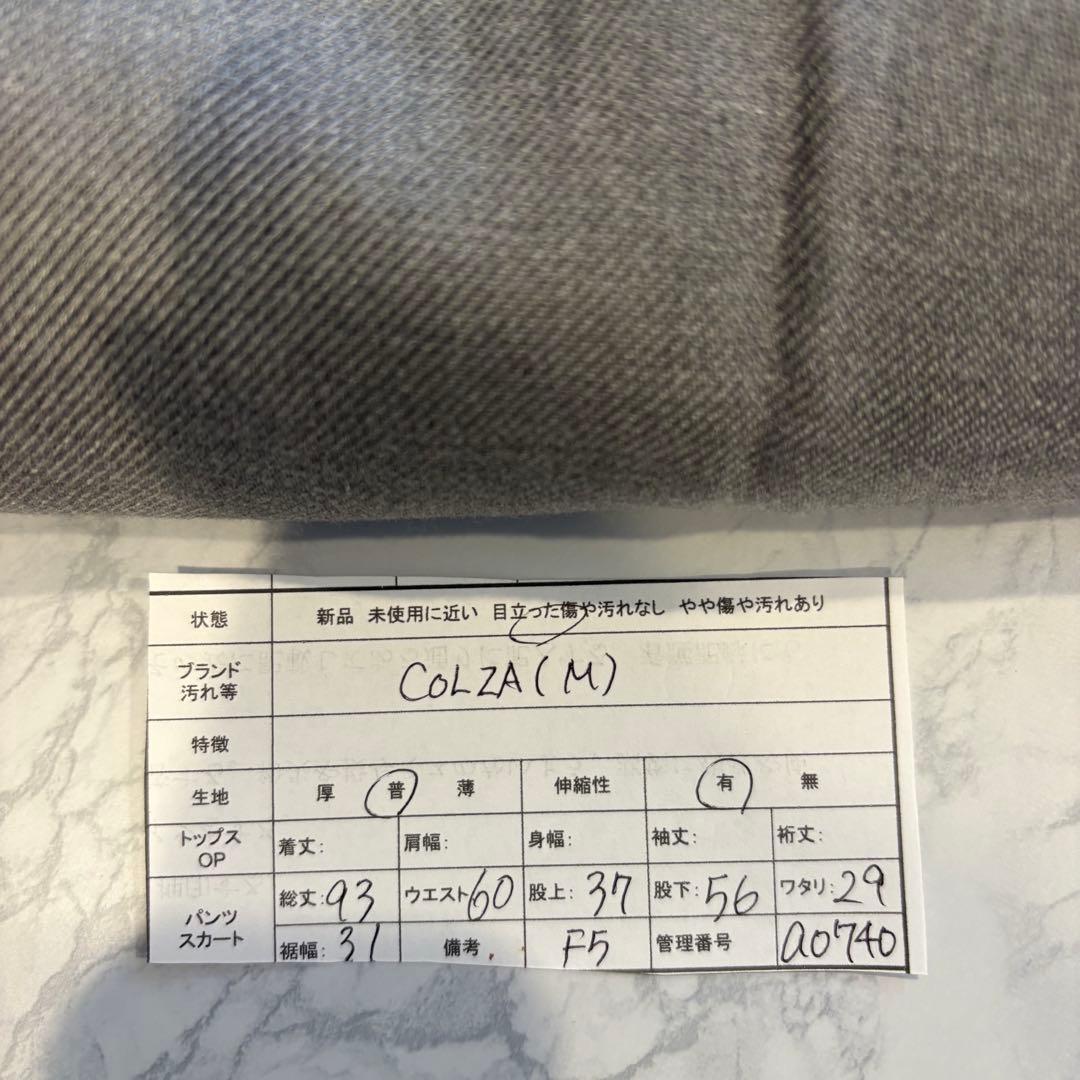 状態 新品 未使用に近い 目立った傷や汚れなし やや傷や汚れあり
ブランド
汚れ等 COLZA(M)
特徴
生地 厚 普 薄 伸縮性 有 無
トップス
OP 着丈: 肩幅: 身幅: 袖丈: 裄丈:
パンツ
スカート 総丈:93 ウエスト60 股上:37 股下:56 ワタリ:29
裾幅:31 備考 F5 管理番号 a0740